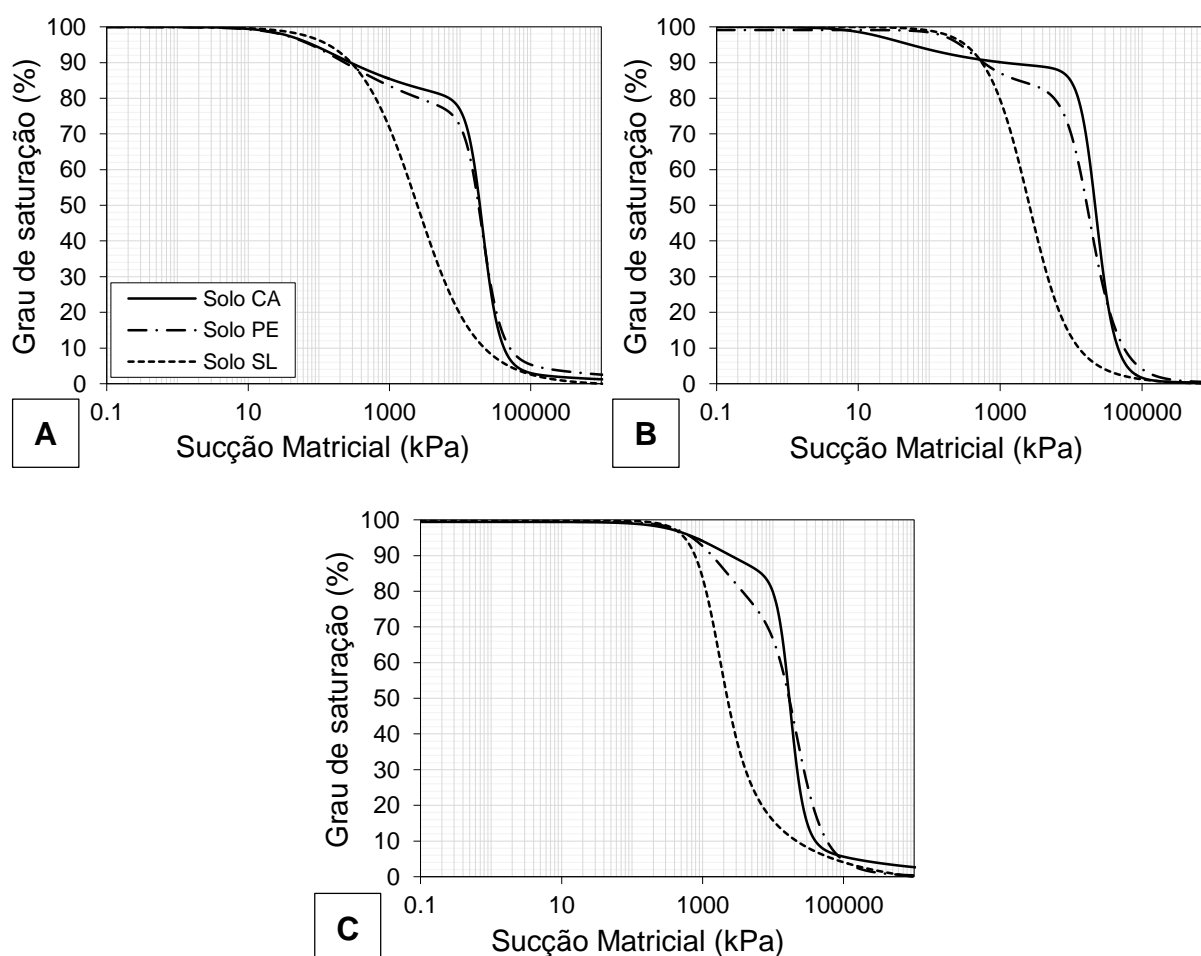 100
90
80
70
60
50
40
30
20
10
0
Grau de saturação (%)
Solo CA
Solo PE
Solo SL
0.1 10 1000 100000
Sucção Matricial (kPa)
A
100
90
80
70
60
50
40
30
20
10
0
Grau de saturação (%)
0.1 10 1000 100000
Sucção Matricial (kPa)
B
100
90
80
70
60
50
40
30
20
10
0
Grau de saturação (%)
0.1 10 1000 100000
Sucção Matricial (kPa)
C